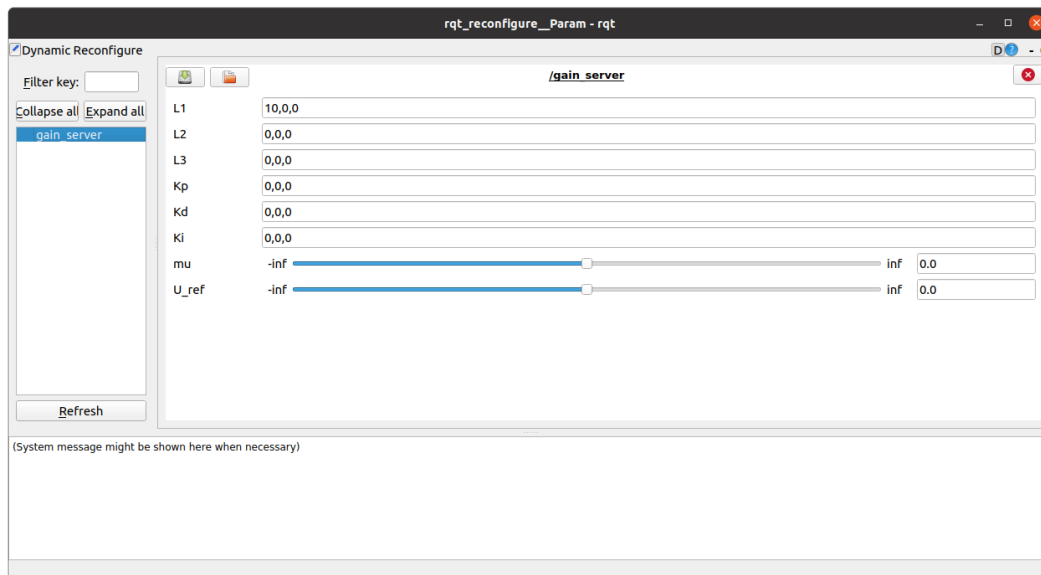 rqt_reconfigure__Param - rqt
Dynamic Reconfigure
D ? -
Filter key:
Collapse all Expand all
gain_server
Refresh
/gain_server
L1 10,0,0
L2 0,0,0
L3 0,0,0
Kp 0,0,0
Kd 0,0,0
Ki 0,0,0
mu -inf inf 0.0
U_ref -inf inf 0.0
(System message might be shown here when necessary)